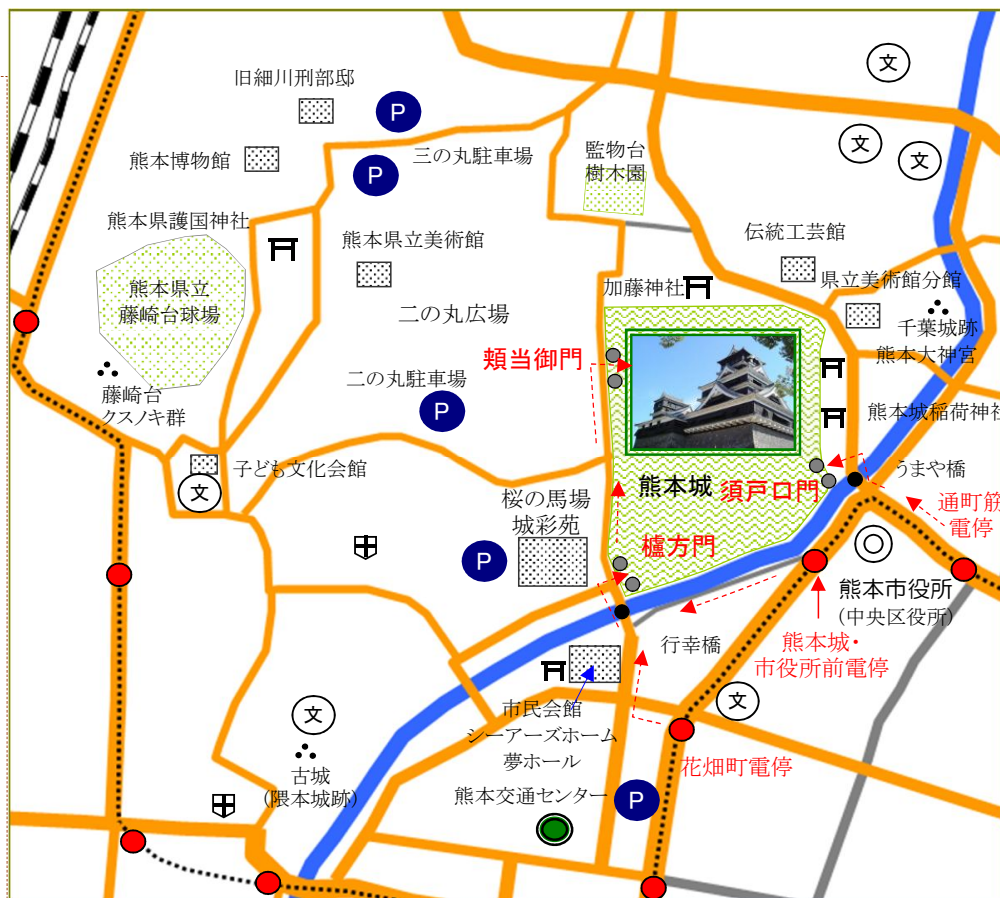 文
旧細川刑部邸
P
三の丸駐車場
P
熊本博物館
監物台
樹木園
文
文
熊本県護国神社
熊本県立美術館
伝統工芸館
熊本県立
藤崎台球場
二の丸広場
加藤神社
県立美術館分館
千葉城跡
熊本大神宮
頬当御門
二の丸駐車場
P
藤崎台
クスノキ群
熊本城稲荷神社
子ども文化会館
文
うまや橋
熊本城
須戸口門
桜の馬場
城彩苑
通町筋
電停
P
櫨方門
熊本市役所
(中央区役所)
行幸橋
熊本城・
市役所前電停
文
文
市民会館
シーアーズホーム
夢ホール
花畑町電停
古城
(隈本城跡)
熊本交通センター
P